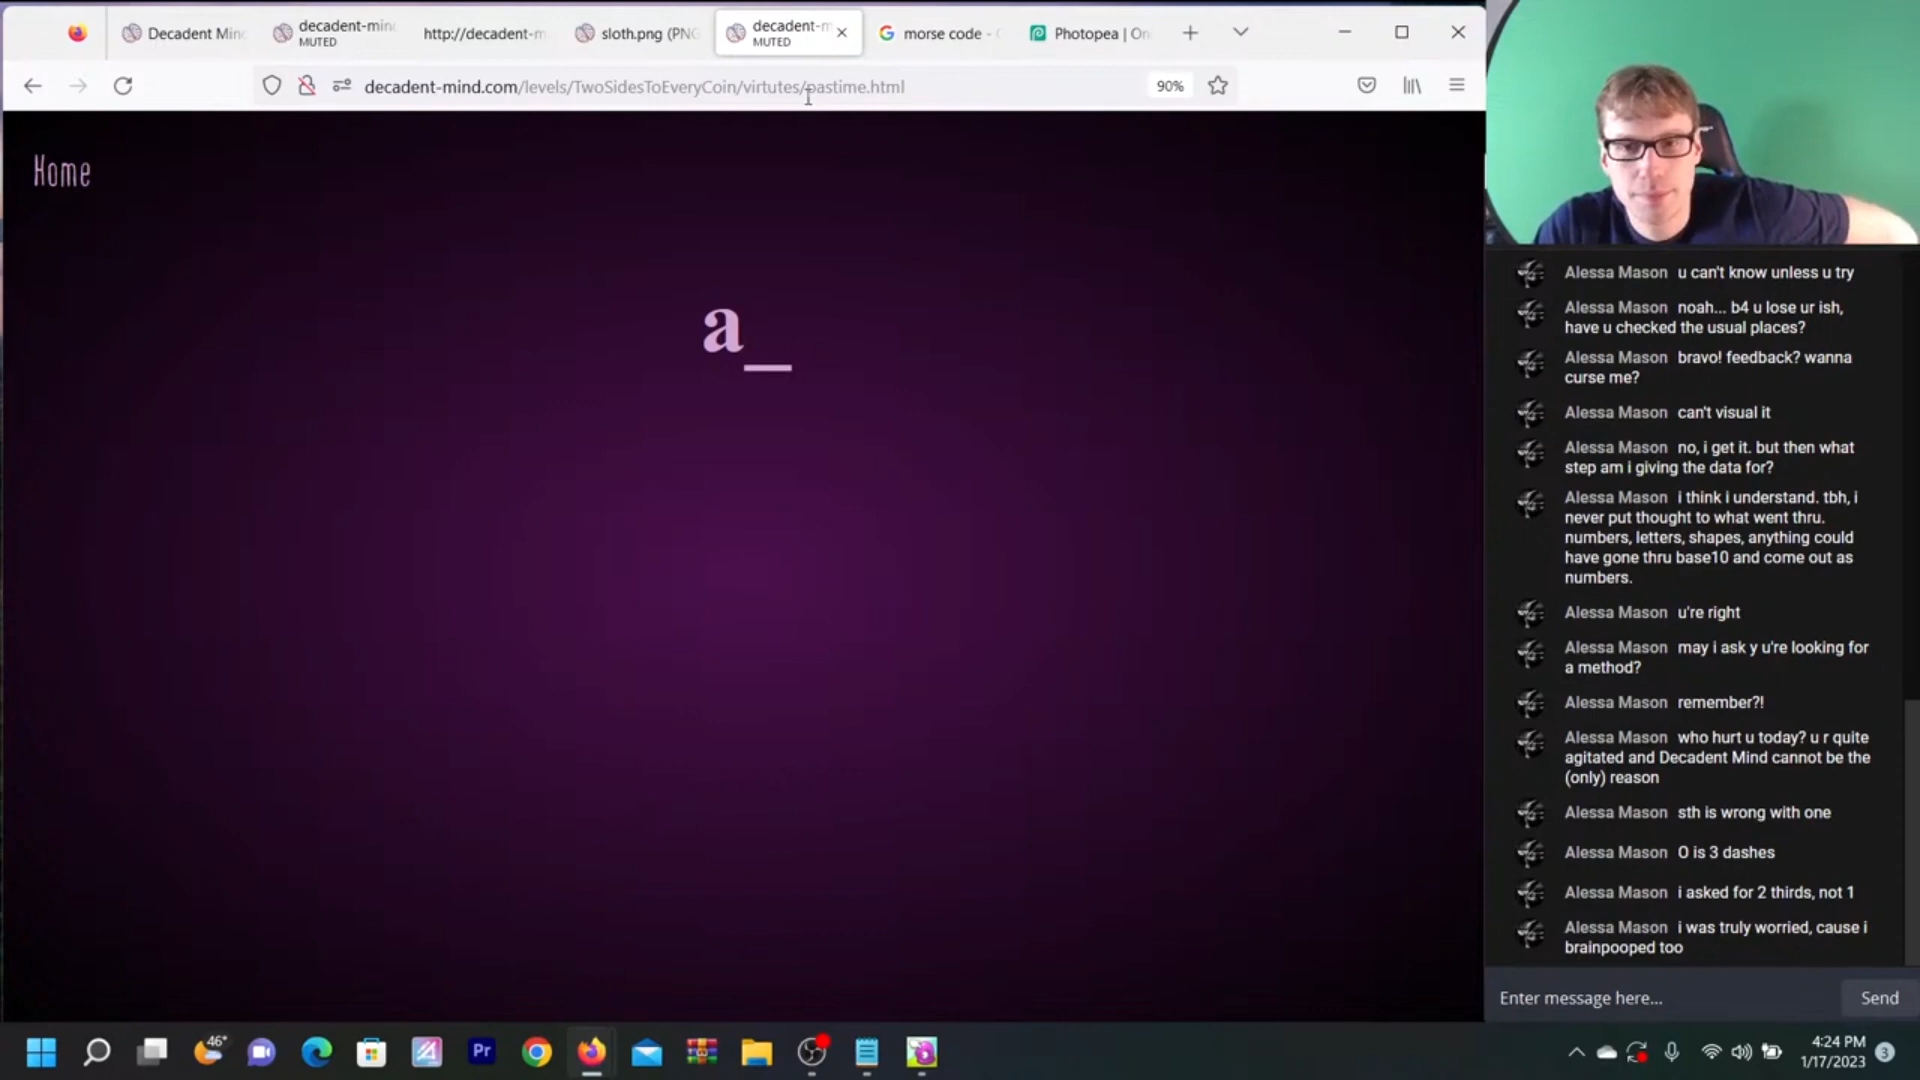 Decadent Min
decadent-min
MUTED
http://decadent-m
sloth.png (PNG
decadent-m
MUTED
morse code -
Photopea | On
decadent-mind.com/levels/TwoSidesToEveryCoin/virtutes/pastime.html
90%
Home
a_
Alessa Mason u can't know unless u try
Alessa Mason noah... b4 u lose ur ish,
have u checked the usual places?
Alessa Mason bravo! feedback? wanna
curse me?
Alessa Mason can't visual it
Alessa Mason no, i get it. but then what
step am i giving the data for?
Alessa Mason i think i understand. tbh, i
never put thought to what went thru.
numbers, letters, shapes, anything could
have gone thru base10 and come out as
numbers.
Alessa Mason u're right
Alessa Mason may i ask y u're looking for
a method?
Alessa Mason remember?!
Alessa Mason who hurt u today? u r quite
agitated and Decadent Mind cannot be the
(only) reason
Alessa Mason sth is wrong with one
Alessa Mason O is 3 dashes
Alessa Mason i asked for 2 thirds, not 1
Alessa Mason i was truly worried, cause i
brainpooped too
Enter message here...
Send
46°
Pr
4:24 PM
1/17/2023
3